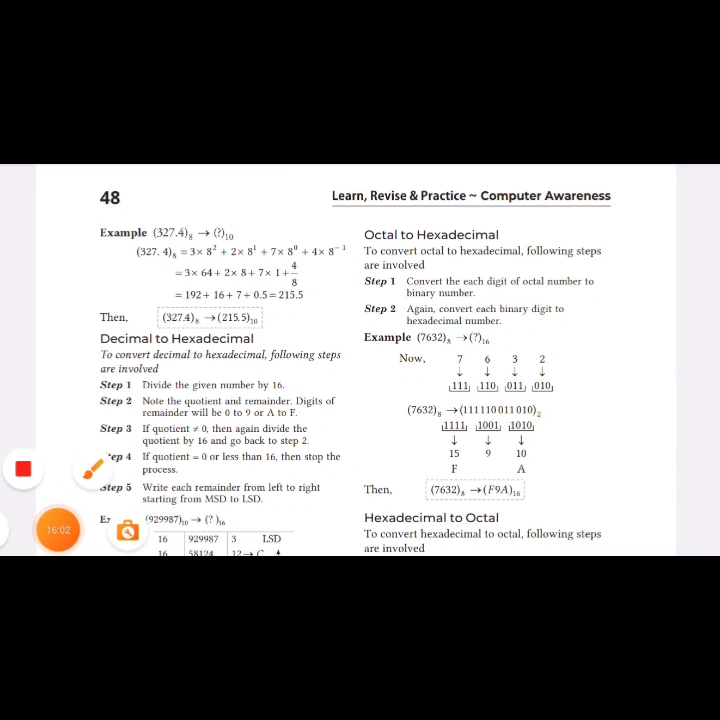 48
Learn, Revise & Practice ~ Computer Awareness
Example (327.4)₈ → (?)₁₀
(327. 4)₈ = 3× 8² + 2× 8¹ + 7× 8⁰ + 4× 8⁻¹
= 3× 64 + 2× 8 + 7× 1 + 4/8
= 192 + 16 + 7 + 0.5 = 215.5
Then, (327.4)₈ → (215.5)₁₀
Decimal to Hexadecimal
To convert decimal to hexadecimal, following steps
are involved
Step 1 Divide the given number by 16.
Step 2 Note the quotient and remainder. Digits of
remainder will be 0 to 9 or A to F.
Step 3 If quotient ≠ 0, then again divide the
quotient by 16 and go back to step 2.
ep 4 If quotient = 0 or less than 16, then stop the
process.
Step 5 Write each remainder from left to right
starting from MSD to LSD.
Ex (929987)₁₀ → (?)₁₆
16 929987 3 LSD
16 58124 12→ C ↑
Octal to Hexadecimal
To convert octal to hexadecimal, following steps
are involved
Step 1 Convert the each digit of octal number to
binary number.
Step 2 Again, convert each binary digit to
hexadecimal number.
Example (7632)₈ → (?)₁₆
Now, 7 6 3 2
↓ ↓ ↓ ↓
111 110 011 010
(7632)₈ → (111110 011 010)₂
1111 1001 1010
↓ ↓ ↓
15 9 10
F A
Then, (7632)₈ → (F9A)₁₆
Hexadecimal to Octal
To convert hexadecimal to octal, following steps
are involved
16:02